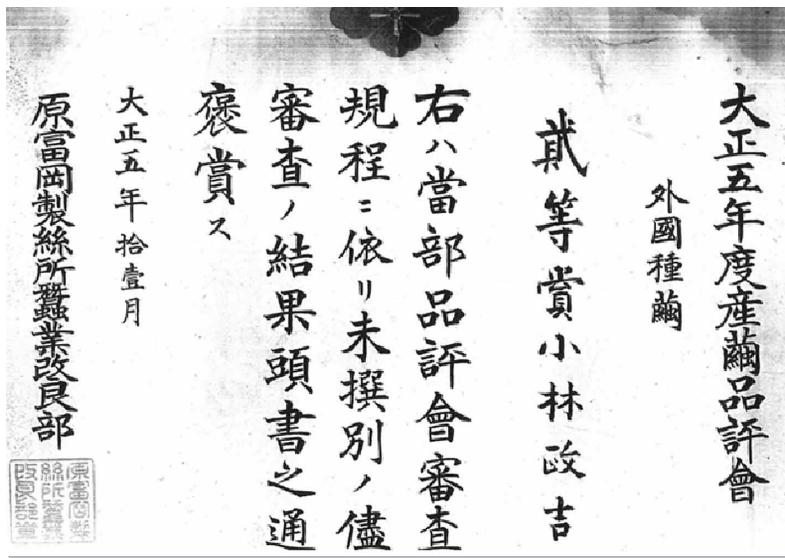 大正五年度産繭品評會
外國種繭
貮等賞小林政吉
右ハ當部品評會審査
規程ニ依リ未撰別ノ儘
審査ノ結果頭書之通
褒賞ス
大正五年拾壹月
原富岡製絲所蠶業改良部